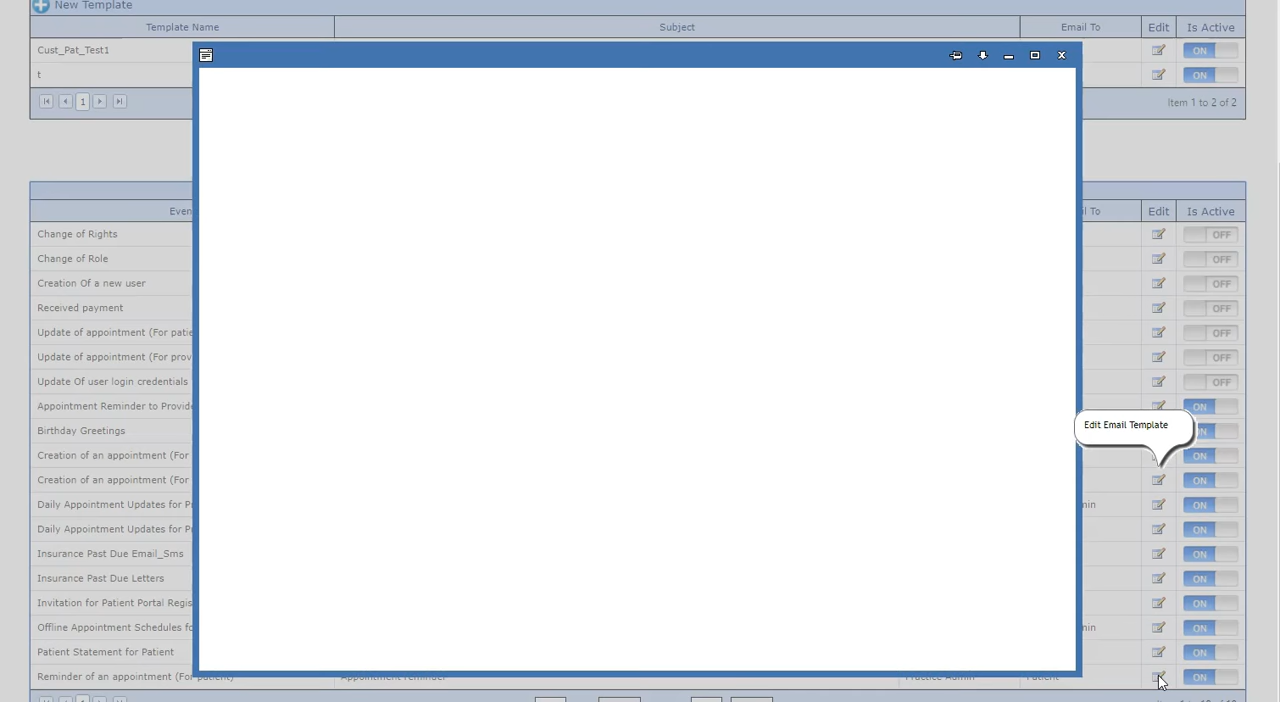 New Template
Template Name Subject Email To Edit Is Active
Cust_Pat_Test1 ON
t ON
1 Item 1 to 2 of 2
Edit Is Active
Change of Rights OFF
Change of Role OFF
Creation Of a new user OFF
Received payment OFF
Update of appointment (For OFF
Update of appointment (For OFF
Update Of user login credentials OFF
Appointment Reminder to ON
Edit Email Template
Birthday Greetings
Creation of an appointment (For ON
Creation of an appointment (For ON
Daily Appointment Updates for ON
Daily Appointment Updates for ON
Insurance Past Due Email_Sms ON
Insurance Past Due Letters ON
Invitation for Patient Portal ON
Offline Appointment Schedules ON
Patient Statement for Patient ON
Reminder of an appointment (For patient) Appointment reminder Practice Admin Patient ON